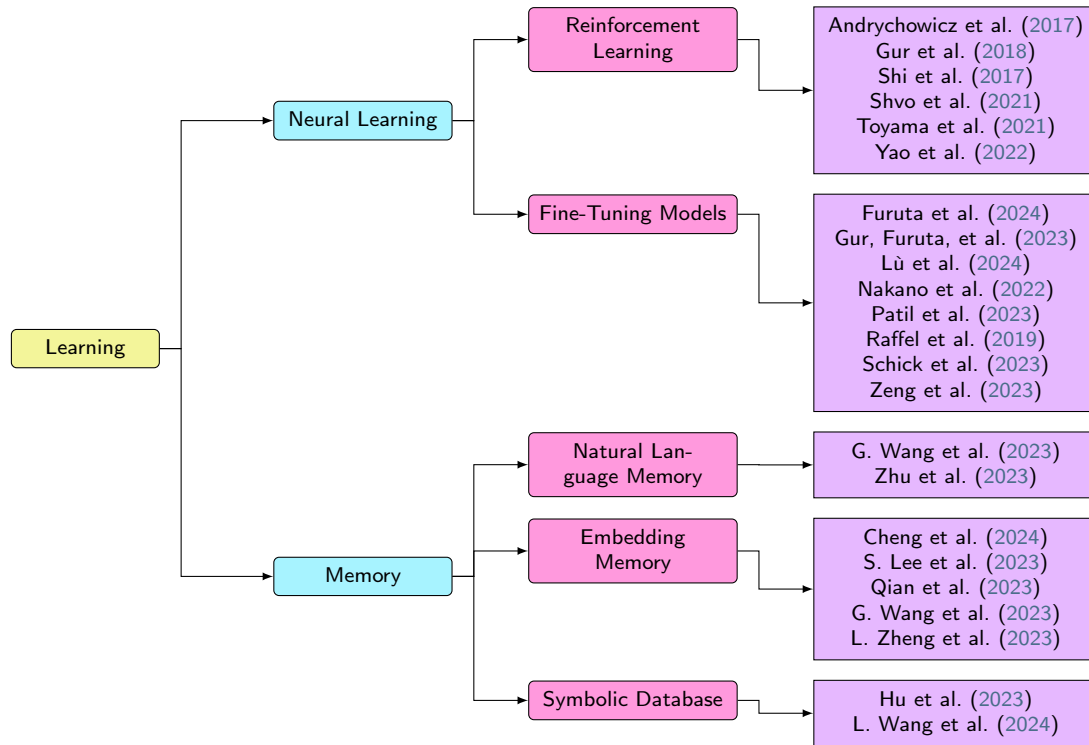 Learning
Neural Learning
Reinforcement
Learning
Andrychowicz et al. (2017)
Gur et al. (2018)
Shi et al. (2017)
Shvo et al. (2021)
Toyama et al. (2021)
Yao et al. (2022)
Fine-Tuning Models
Furuta et al. (2024)
Gur, Furuta, et al. (2023)
Lù et al. (2024)
Nakano et al. (2022)
Patil et al. (2023)
Raffel et al. (2019)
Schick et al. (2023)
Zeng et al. (2023)
Memory
Natural Lan-
guage Memory
G. Wang et al. (2023)
Zhu et al. (2023)
Embedding
Memory
Cheng et al. (2024)
S. Lee et al. (2023)
Qian et al. (2023)
G. Wang et al. (2023)
L. Zheng et al. (2023)
Symbolic Database
Hu et al. (2023)
L. Wang et al. (2024)